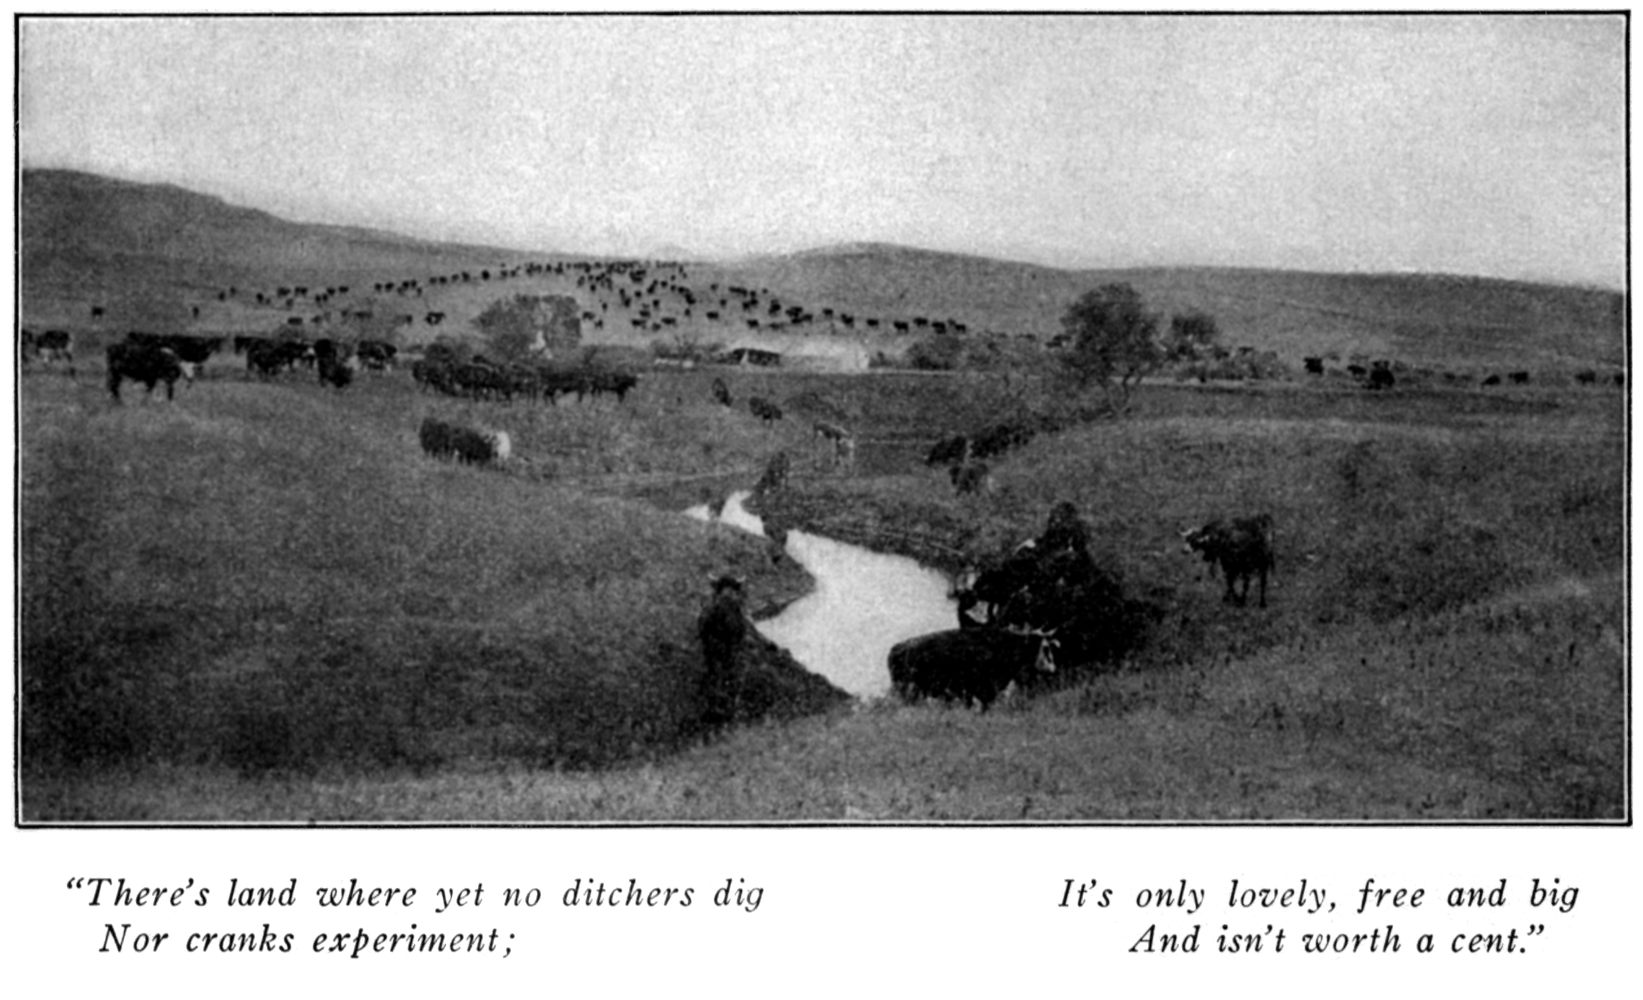 “There’s land where yet no ditchers dig
Nor cranks experiment;
It’s only lovely, free and big
And isn’t worth a cent.”